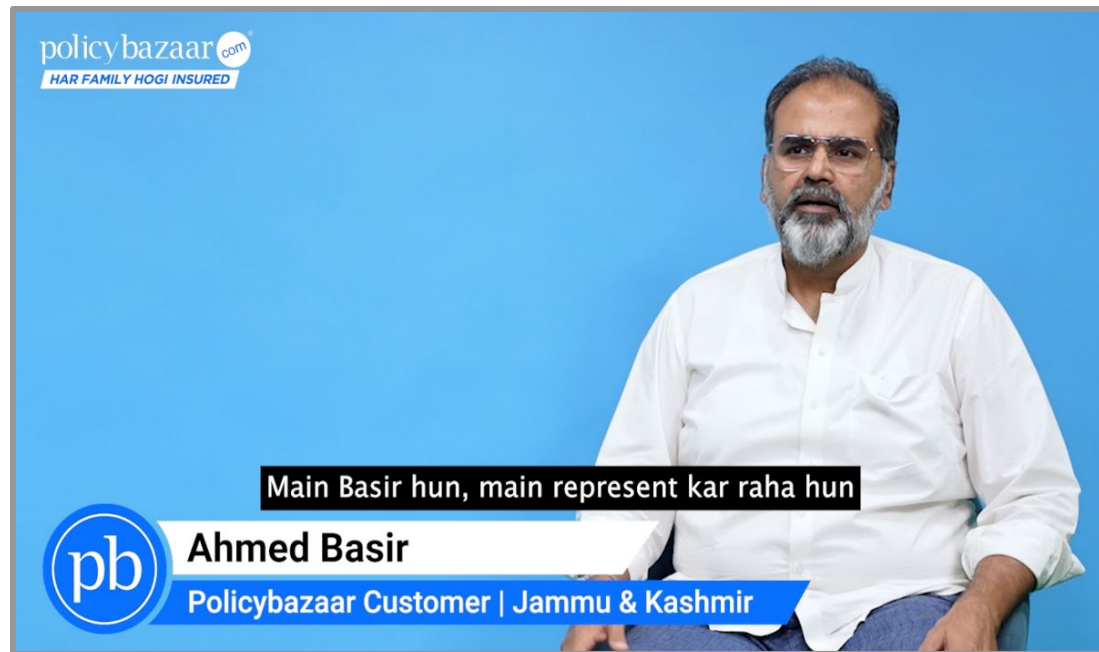 policybazaar com
HAR FAMILY HOGI INSURED
Main Basir hun, main represent kar raha hun
pb
Ahmed Basir
Policybazaar Customer | Jammu & Kashmir